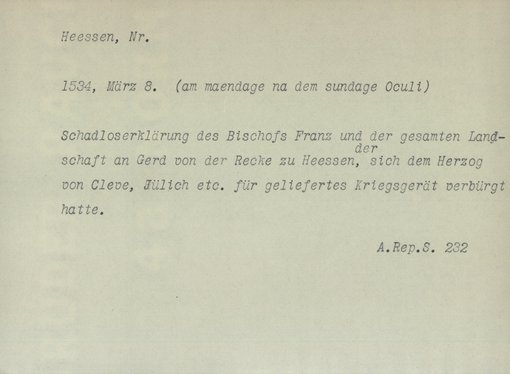 Heessen, Nr.
1534, März 8. (am maendage na dem sundage Oculi)
Schadloserklärung des Bischofs Franz und der gesamten Land-
der
schaft an Gerd von der Recke zu Heessen, sich dem Herzog
von Cleve, Jülich etc. für geliefertes Kriegsgerät verbürgt
hatte.
A.Rep.S. 232